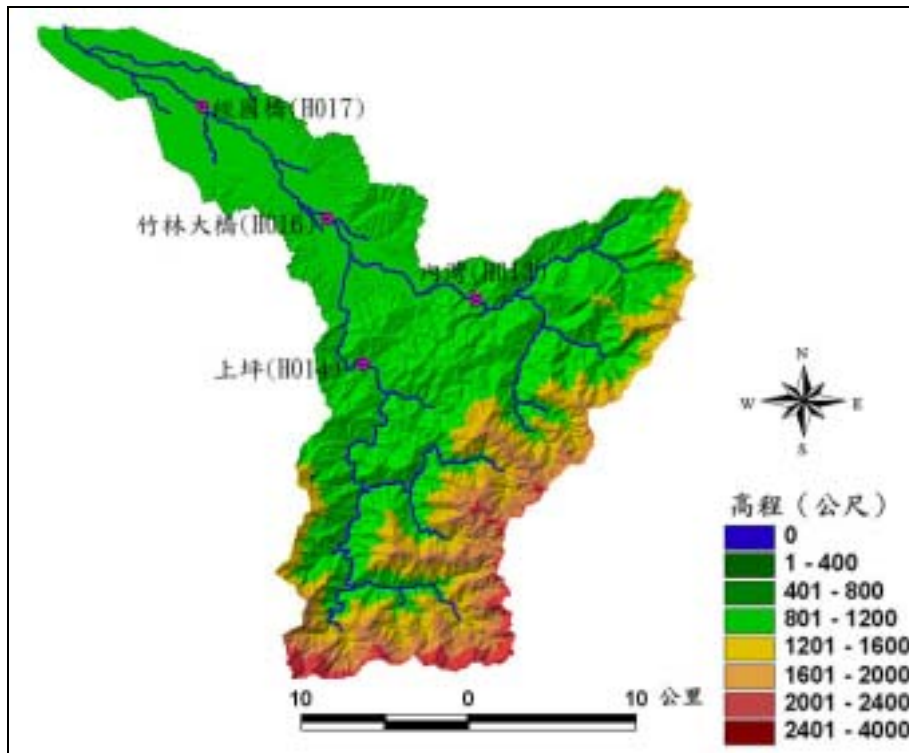 經國橋(H017)
竹林大橋(H016)
內灣(H013)
上坪(H014)
N
W E
S
高程（公尺）
0
1 - 400
401 - 800
801 - 1200
1201 - 1600
1601 - 2000
2001 - 2400
2401 - 4000
10 0 10 公里